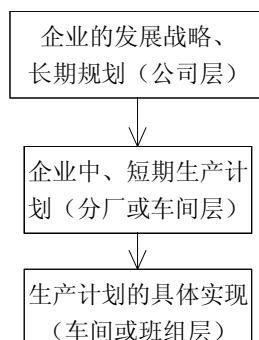 企业的发展战略、
长期规划（公司层）
企业中、短期生产计
划（分厂或车间层）
生产计划的具体实现
（车间或班组层）